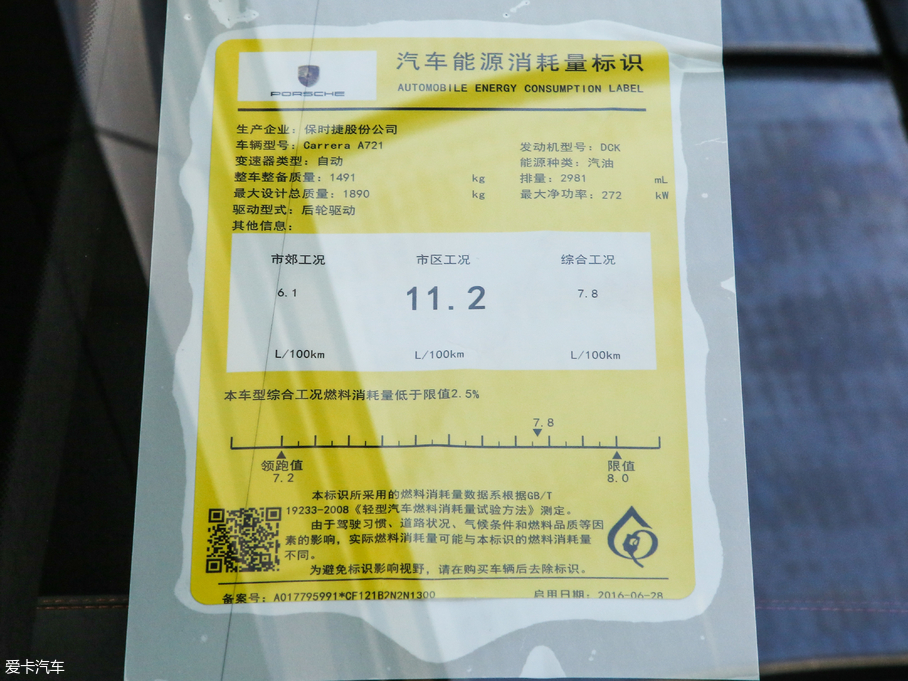 PORSCHE
汽车能源消耗量标识
AUTOMOBILE ENERGY CONSUMPTION LABEL
生产企业：保时捷股份公司
车辆型号：Carrera A721
发动机型号：DCK
变速器类型：自动
能源种类：汽油
整车整备质量：1491 kg
排量：2981 mL
最大设计总质量：1890 kg
最大净功率：272 kW
驱动型式：后轮驱动
其他信息：
市郊工况 市区工况 综合工况
6.1 11.2 7.8
L/100km L/100km L/100km
本车型综合工况燃料消耗量低于限值2.5%
7.8
领跑值 限值
7.2 8.0
本标识所采用的燃料消耗量数据系根据GB/T
19233-2008《轻型汽车燃料消耗量试验方法》测定。
由于驾驶习惯、道路状况、气候条件和燃料品质等因
素的影响，实际燃料消耗量可能与本标识的燃料消耗量
不同。
为避免标识影响视野，请在购买车辆后去除标识。
备案号：A017795991*CF121B2N2N1300 启用日期：2016-06-28
爱卡汽车